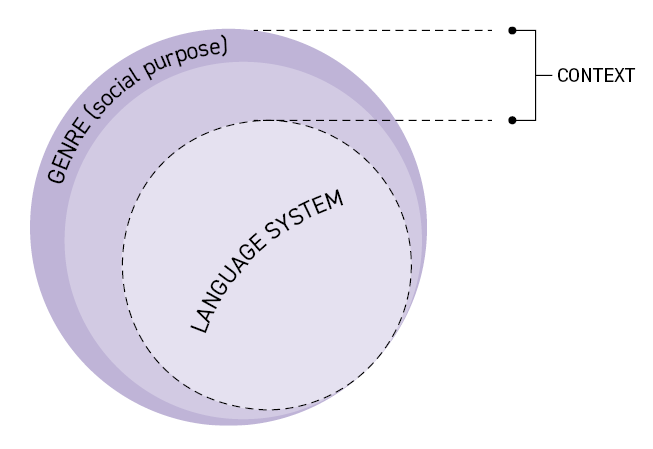 GENRE (social purpose)
CONTEXT
LANGUAGE SYSTEM